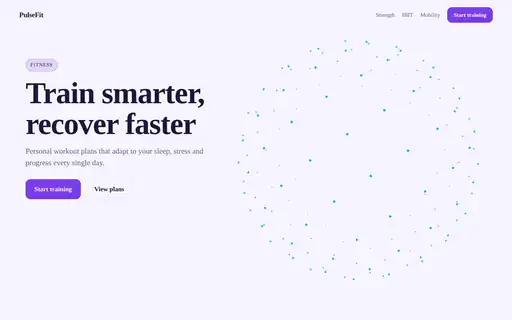 PulseFit
Strength HIIT Mobility Start training
FITNESS
Train smarter,
recover faster
Personal workout plans that adapt to your sleep, stress and
progress every single day.
Start training View plans